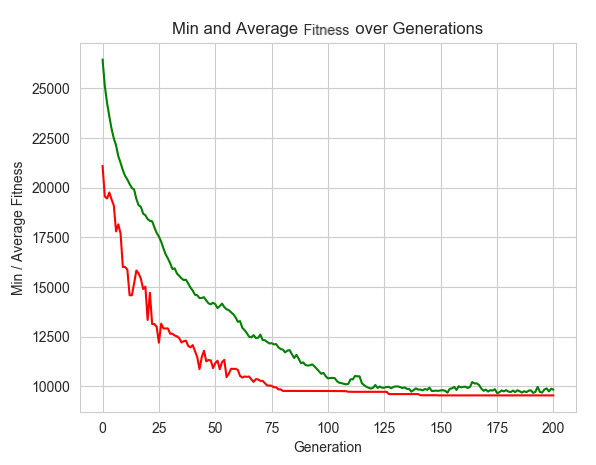 Min and Average Fitness over Generations
Min / Average Fitness
25000
22500
20000
17500
15000
12500
10000
0 25 50 75 100 125 150 175 200
Generation